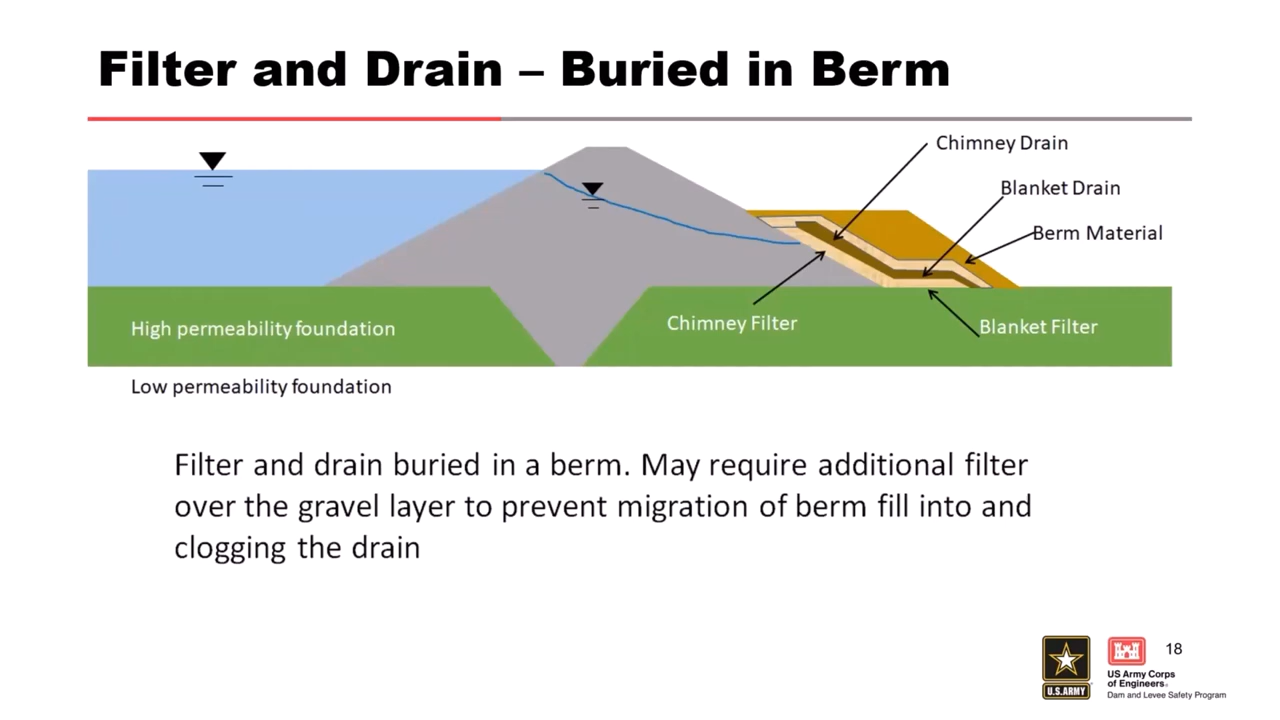 Filter and Drain – Buried in Berm
Chimney Drain
Blanket Drain
Berm Material
High permeability foundation
Chimney Filter
Blanket Filter
Low permeability foundation
Filter and drain buried in a berm. May require additional filter
over the gravel layer to prevent migration of berm fill into and
clogging the drain
18
U.S.ARMY
US Army Corps
of Engineers®
Dam and Levee Safety Program